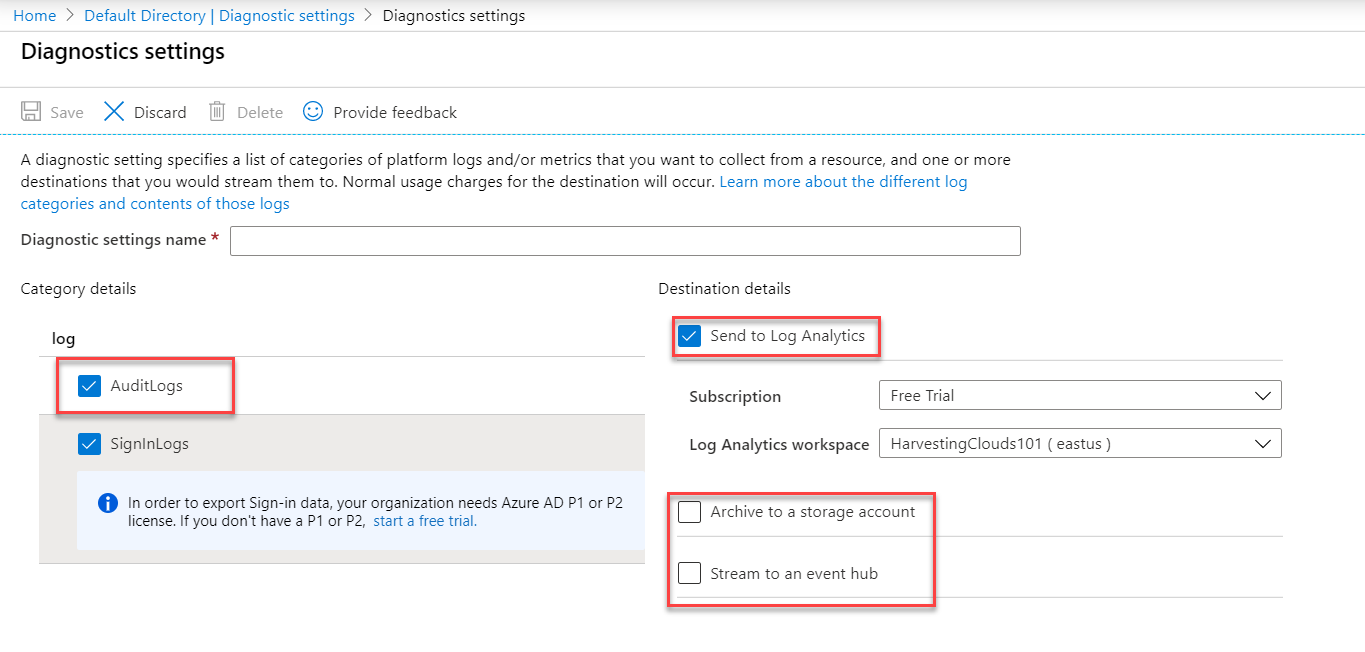 Home > Default Directory | Diagnostic settings > Diagnostics settings
Diagnostics settings
Save Discard Delete Provide feedback
A diagnostic setting specifies a list of categories of platform logs and/or metrics that you want to collect from a resource, and one or more
destinations that you would stream them to. Normal usage charges for the destination will occur. Learn more about the different log
categories and contents of those logs
Diagnostic settings name *
Category details
log
AuditLogs
SignInLogs
In order to export Sign-in data, your organization needs Azure AD P1 or P2
license. If you don't have a P1 or P2, start a free trial.
Destination details
Send to Log Analytics
Subscription Free Trial
Log Analytics workspace HarvestingClouds101 ( eastus )
Archive to a storage account
Stream to an event hub